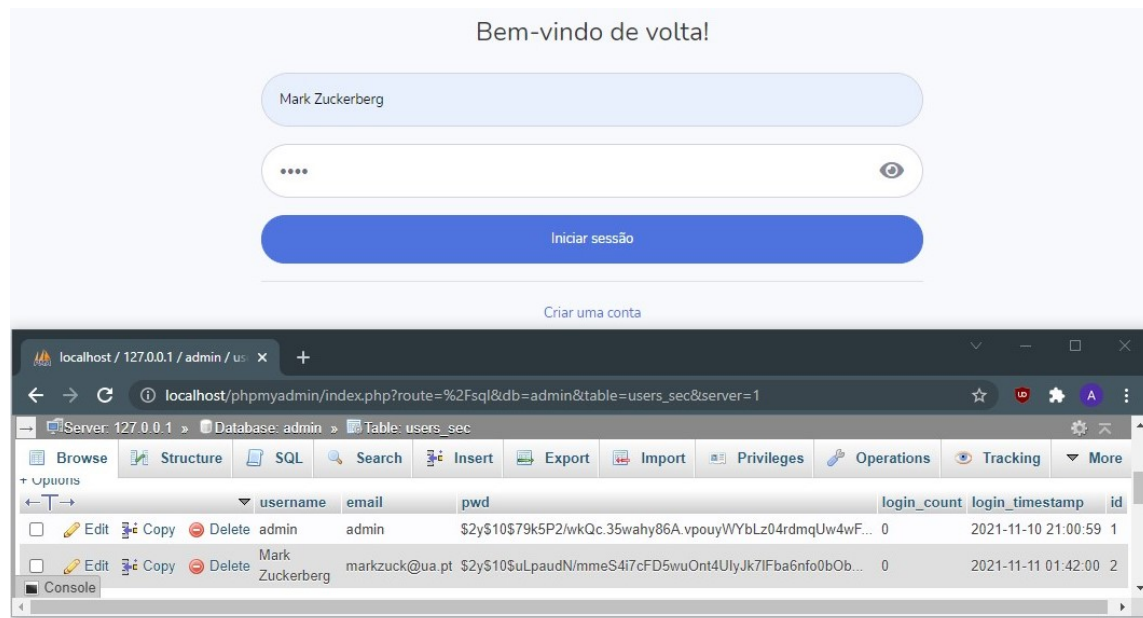 Bem-vindo de volta!
Mark Zuckerberg
Iniciar sessão
Criar uma conta
localhost / 127.0.0.1 / admin / us
localhost/phpmyadmin/index.php?route=%2Fsql&db=admin&table=users_sec&server=1 A
Server: 127.0.0.1 » Database: admin » Table: users_sec
Browse Structure SQL Search Insert Export Import Privileges Operations Tracking More
+ Options
username email pwd login_count login_timestamp id
Edit Copy Delete admin admin $2y$10$79k5P2/wkQc.35wahy86A.vpouyWYbLz04rdmqUw4wF... 0 2021-11-10 21:00:59 1
Edit Copy Delete Mark Zuckerberg markzuck@ua.pt $2y$10$uLpaudN/mmeS4i7cFD5wuOnt4UIyJk7lFba6nfo0bOb... 0 2021-11-11 01:42:00 2
Console